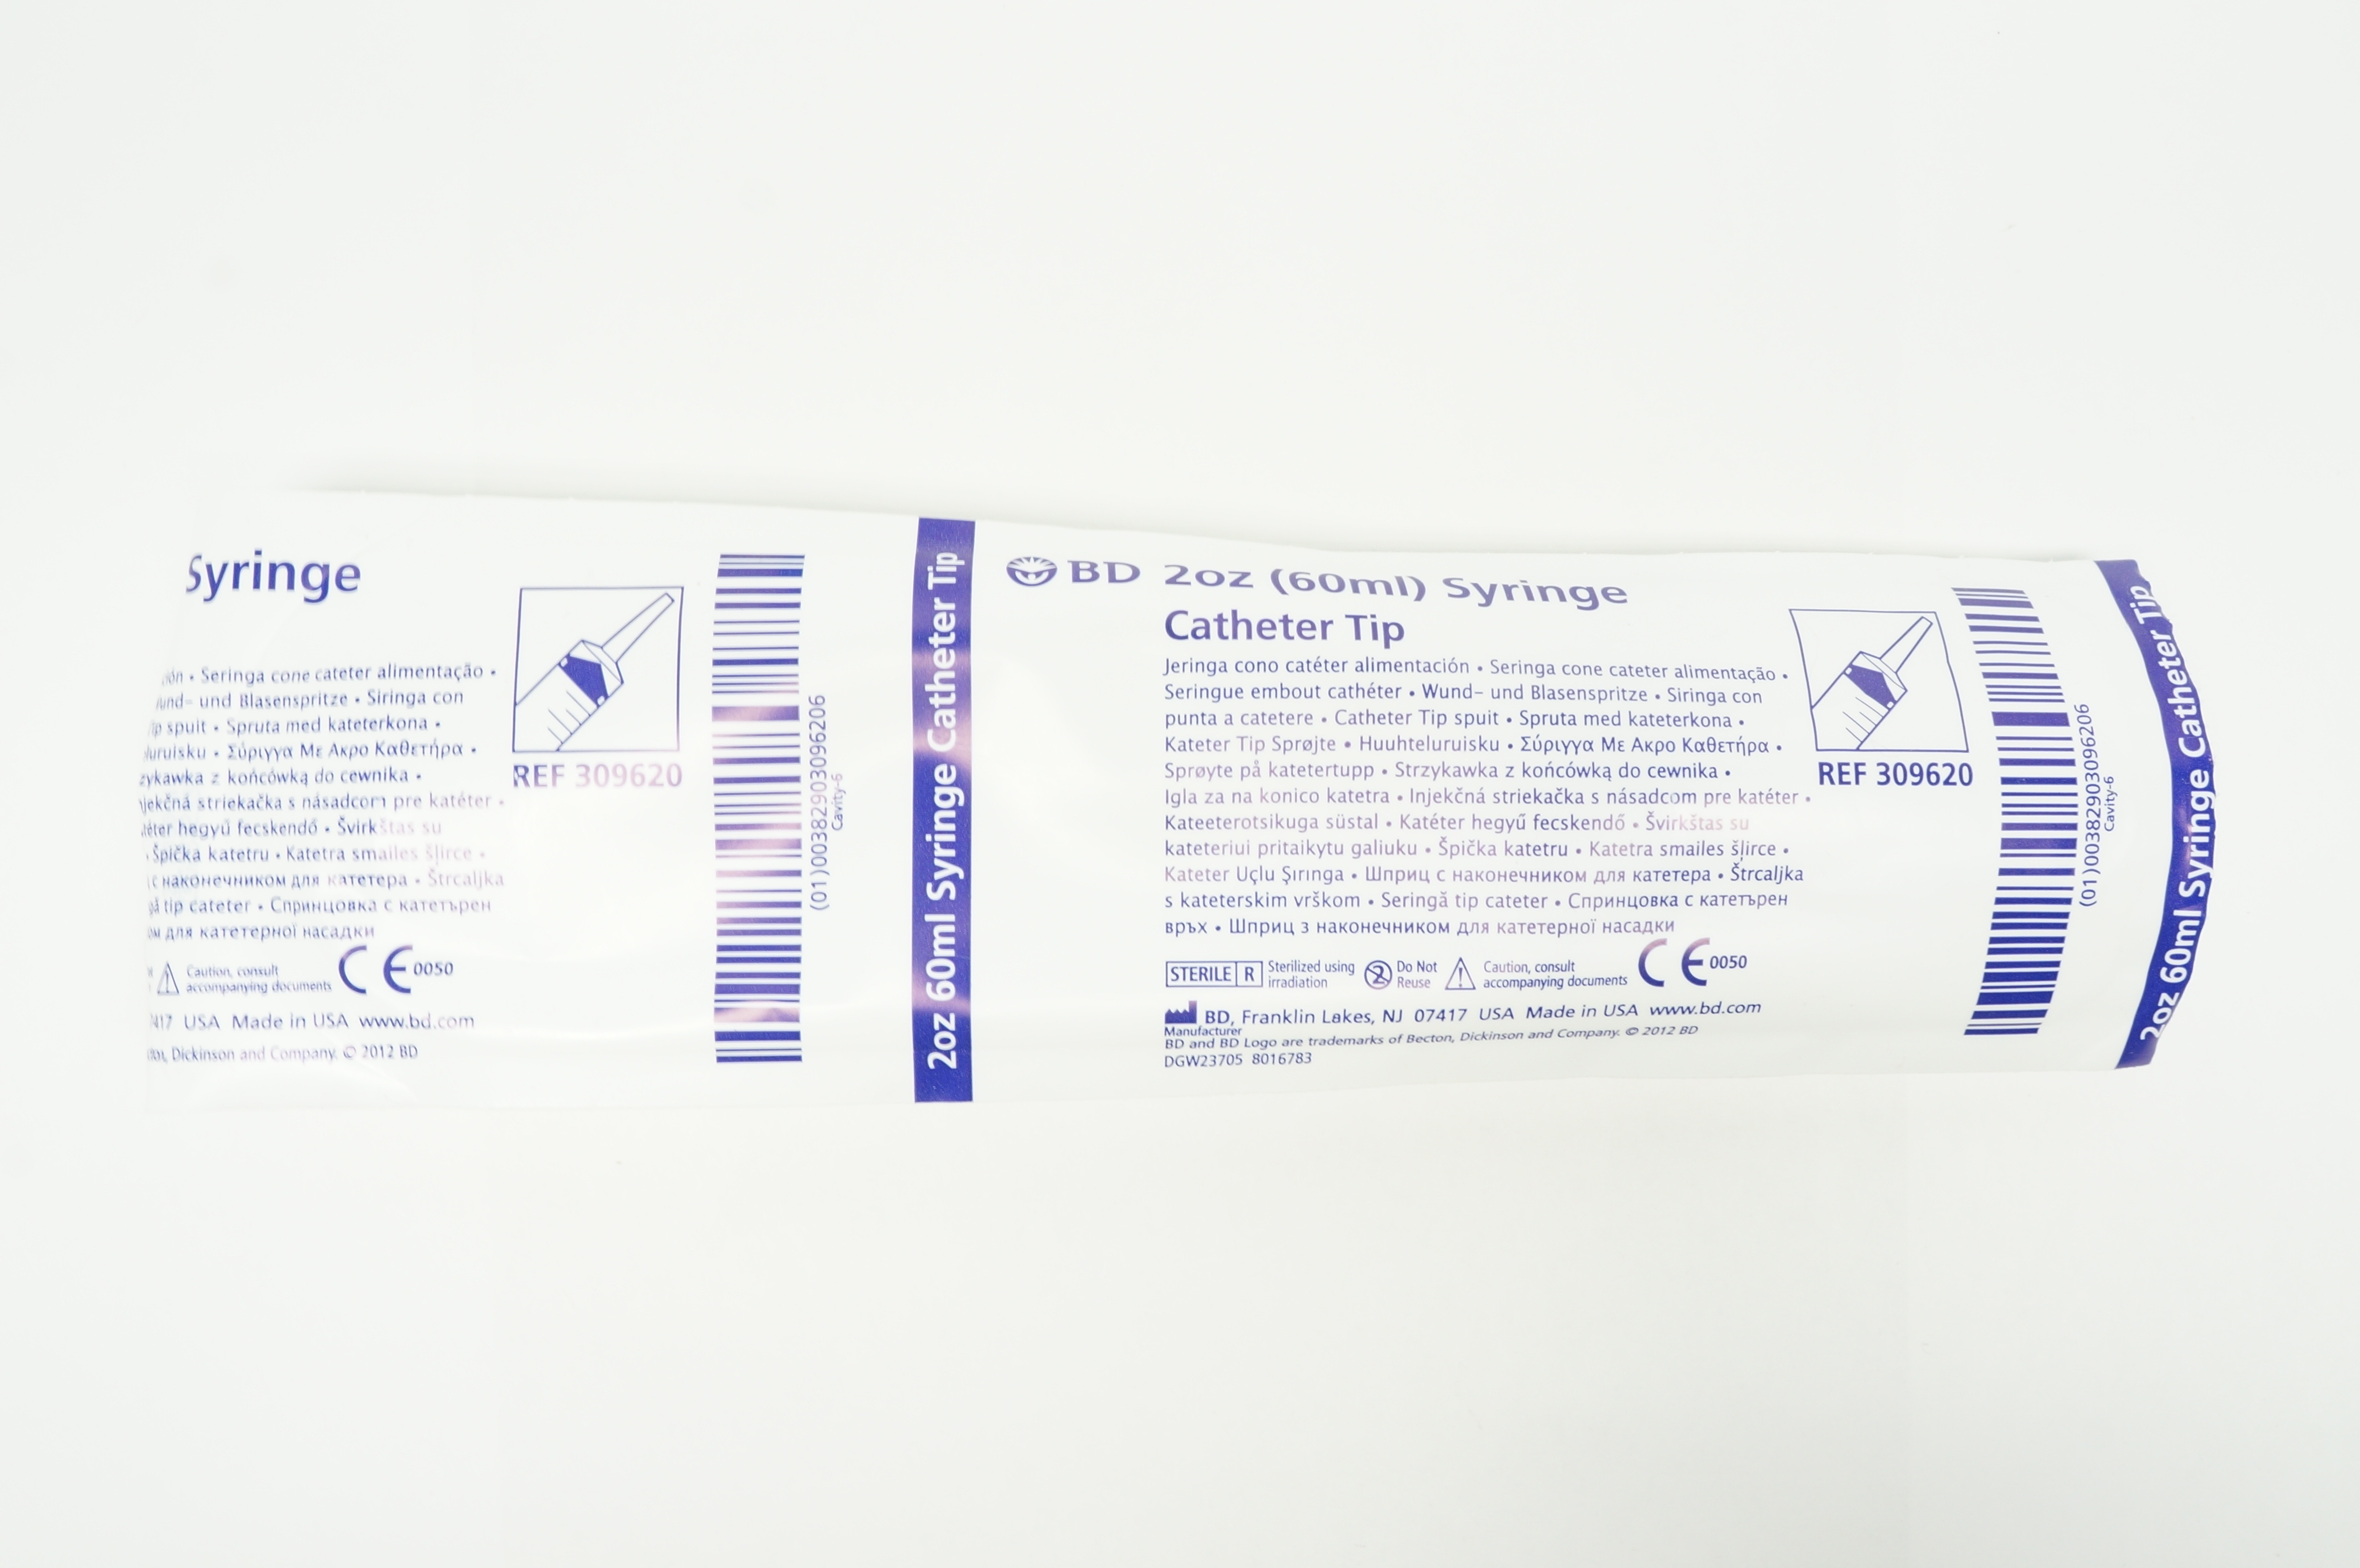 Syringe
• Seringa cone cateter alimentação •
und Blasenspritze • Siringa con
spuit • Spruta med kateterkona •
• Σύριγγα Με Ακρο Καθετήρα •
z końcówką do cewnika •
striekačka s násadcom pre katéter •
hegyű fecskendő • Švirkštas su
• Špička katetru • Katetra smailes šļirce •
с наконечником для катетера • Štrcaljka
tip cateter • Спринцовка с катетърен
для катетерної насадки
Caution, consult
accompanying documents
CE 0050
USA Made in USA www.bd.com
Dickinson and Company. © 2012 BD
REF 309620
(01)00382903096206
Cavity-6
2oz 60ml Syringe Catheter Tip
BD 2oz (60ml) Syringe
Catheter Tip
Jeringa cono catéter alimentación • Seringa cone cateter alimentação •
Seringue embout cathéter • Wund- und Blasenspritze • Siringa con
punta a catetere • Catheter Tip spuit • Spruta med kateterkona •
Kateter Tip Sprøjte • Huuhteluruisku • Σύριγγα Με Ακρο Καθετήρα •
Sprøyte på katetertupp • Strzykawka z końcówką do cewnika •
Igla za na konico katetra • Injekčná striekačka s násadcom pre katéter •
Kateeterotsikuga süstal • Katéter hegyű fecskendő • Švirkštas su
kateteriui pritaikytu galiuku • Špička katetru • Katetra smailes šļirce •
Kateter Uçlu Şırınga • Шприц с наконечником для катетера • Štrcaljka
s kateterskim vrškom • Seringă tip cateter • Спринцовка с катетърен
връх • Шприц з наконечником для катетерної насадки
STERILE R
Sterilized using
irradiation
2
Do Not
Reuse
Caution, consult
accompanying documents
CE 0050
BD, Franklin Lakes, NJ 07417 USA Made in USA www.bd.com
Manufacturer
BD and BD Logo are trademarks of Becton, Dickinson and Company. © 2012 BD
DGW23705 8016783
REF 309620
(01)00382903096206
Cavity-6
2oz 60ml Syringe Catheter Tip